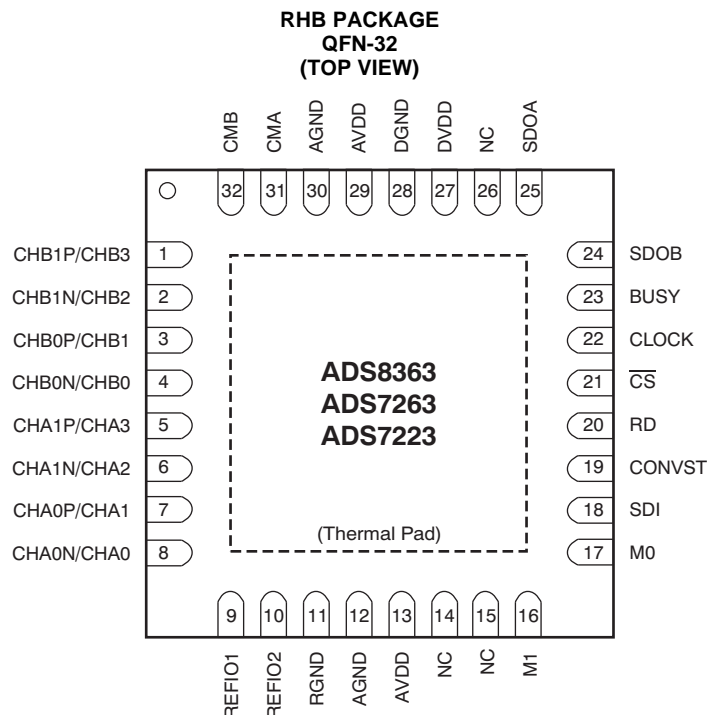 RHB PACKAGE
QFN-32
(TOP VIEW)
CMB
CMA
AGND
AVDD
DGND
DVDD
NC
SDOA
32
31
30
29
28
27
26
25
CHB1P/CHB3 1
CHB1N/CHB2 2
CHB0P/CHB1 3
CHB0N/CHB0 4
CHA1P/CHA3 5
CHA1N/CHA2 6
CHA0P/CHA1 7
CHA0N/CHA0 8
ADS8363
ADS7263
ADS7223
(Thermal Pad)
24 SDOB
23 BUSY
22 CLOCK
21 CS
20 RD
19 CONVST
18 SDI
17 M0
9
10
11
12
13
14
15
16
REFIO1
REFIO2
RGND
AGND
AVDD
NC
NC
M1